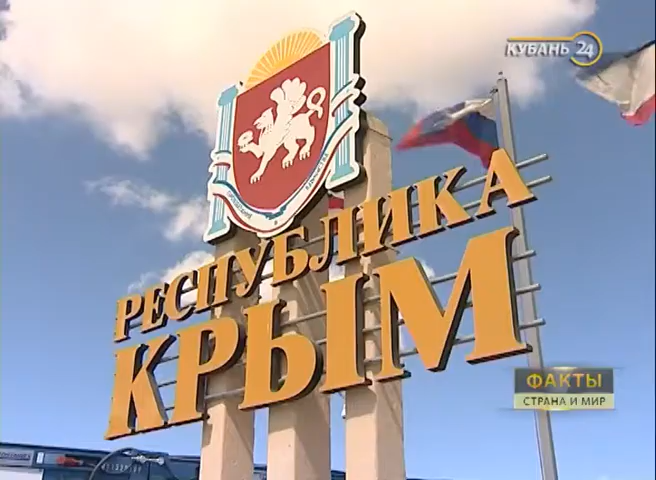 КУБАНЬ 24
РЕСПУБЛИКА
КРЫМ
ФАКТЫ
СТРАНА И МИР